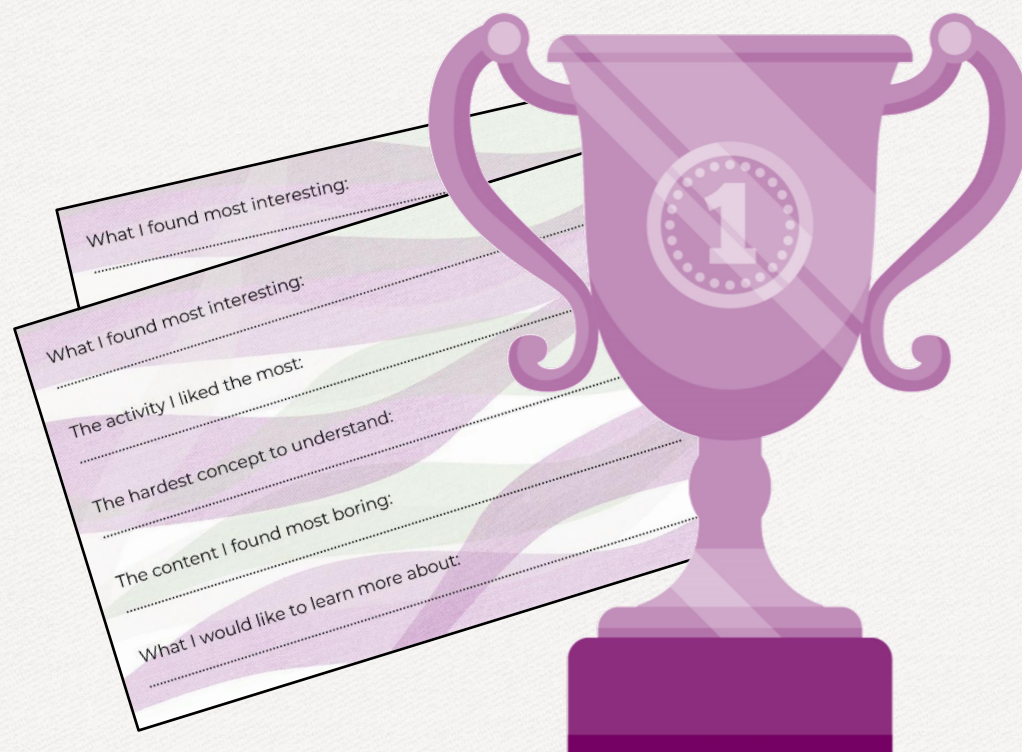 What I found most interesting:
What I found most interesting:
The activity I liked the most:
The hardest concept to understand:
The content I found most boring:
What I would like to learn more about:
1